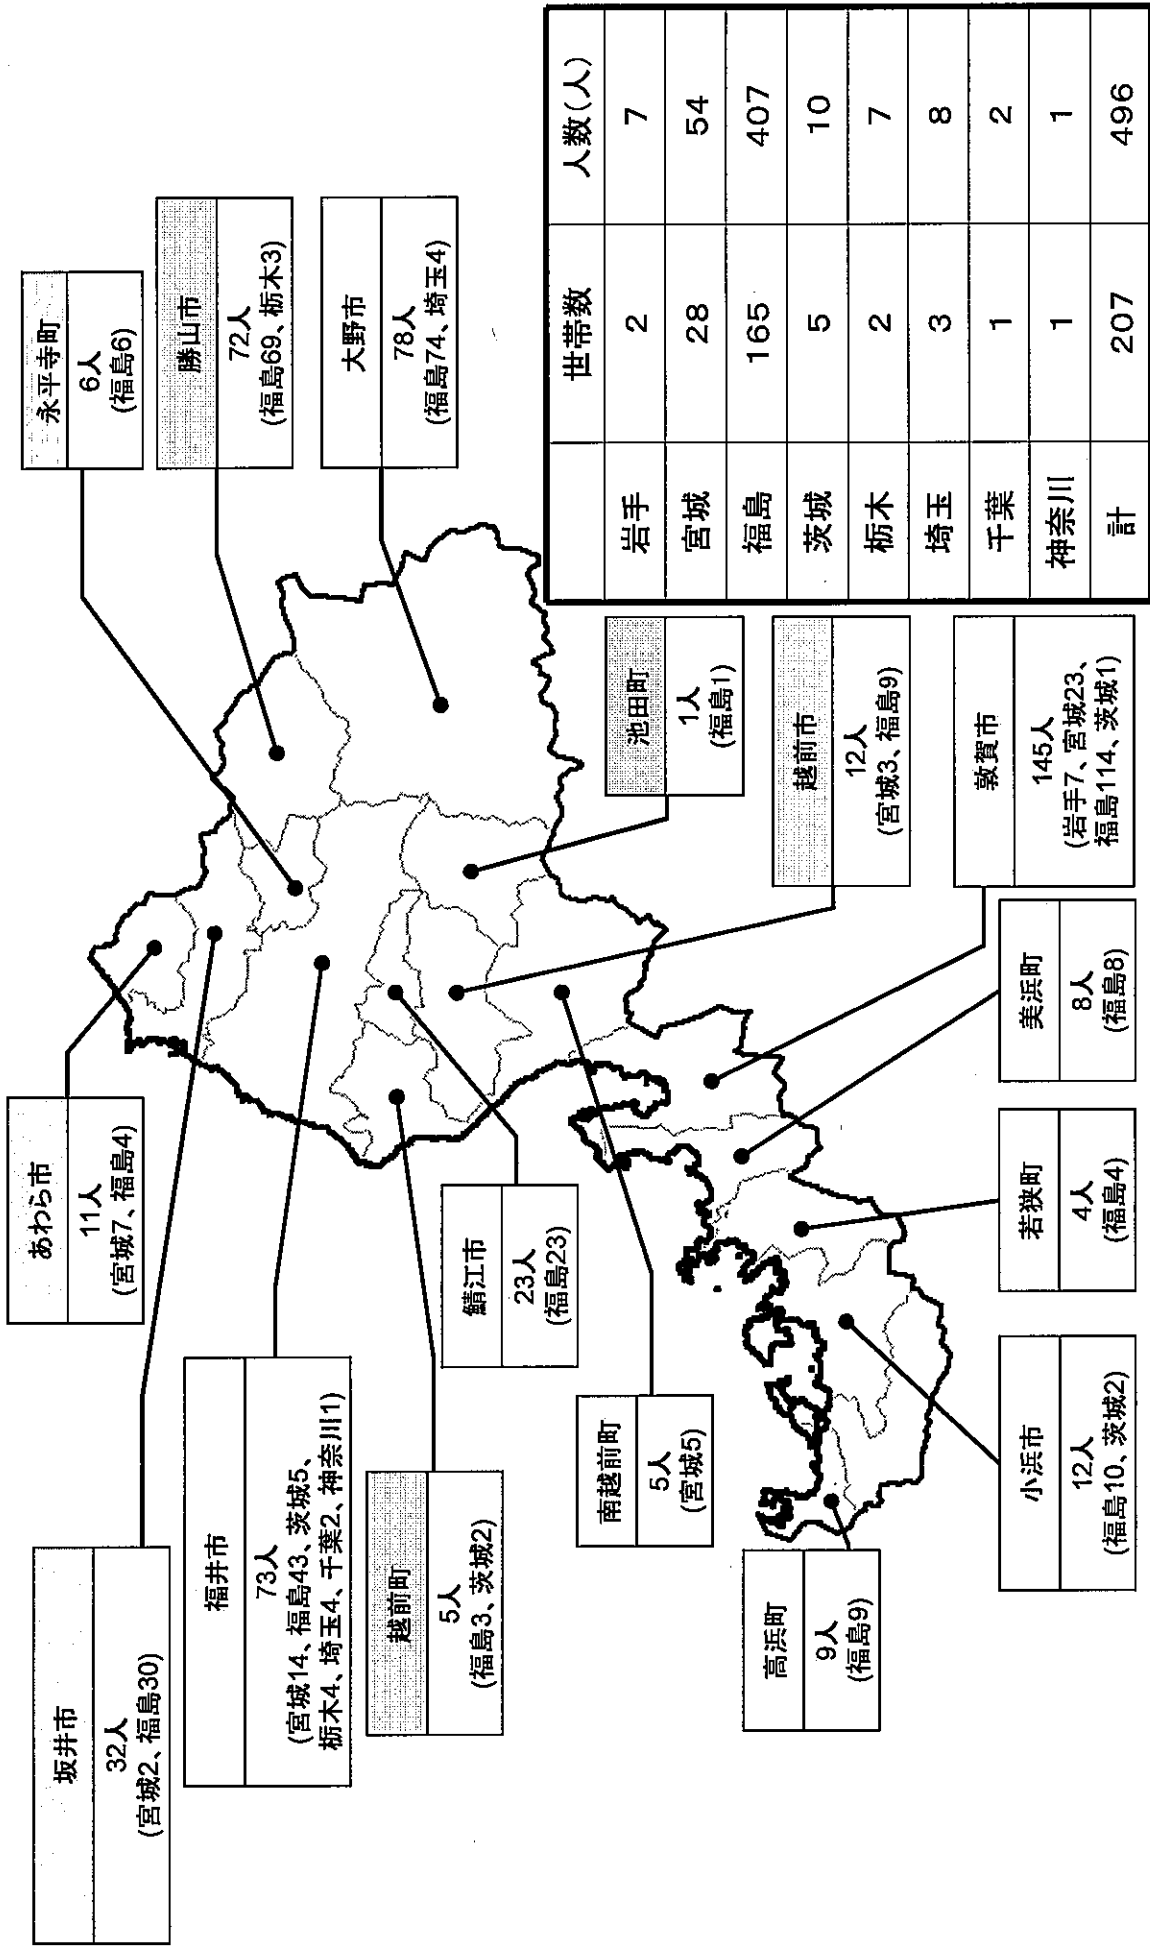 坂井市
32人
(宮城2、福島30)
あわら市
11人
(宮城7、福島4)
永平寺町
6人
(福島6)
勝山市
72人
(福島69、栃木3)
大野市
78人
(福島74、埼玉4)
福井市
73人
(宮城14、福島43、茨城5、
栃木4、埼玉4、千葉2、神奈川1)
越前町
5人
(福島3、茨城2)
鯖江市
23人
(福島23)
南越前町
5人
(宮城5)
池田町
1人
(福島1)
越前市
12人
(宮城3、福島9)
敦賀市
145人
(岩手7、宮城23、
福島114、茨城1)
美浜町
8人
(福島8)
若狭町
4人
(福島4)
小浜市
12人
(福島10、茨城2)
高浜町
9人
(福島9)
世帯数 人数(人)
岩手 2 7
宮城 28 54
福島 165 407
茨城 5 10
栃木 2 7
埼玉 3 8
千葉 1 2
神奈川 1 1
計 207 496